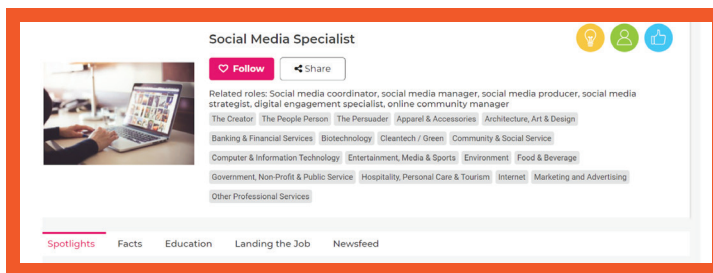 Social Media Specialist
Follow
Share
Related roles: Social media coordinator, social media manager, social media producer, social media
strategist, digital engagement specialist, online community manager
The Creator The People Person The Persuader Apparel & Accessories Architecture, Art & Design
Banking & Financial Services Biotechnology Cleantech / Green Community & Social Service
Computer & Information Technology Entertainment, Media & Sports Environment Food & Beverage
Government, Non-Profit & Public Service Hospitality, Personal Care & Tourism Internet Marketing and Advertising
Other Professional Services
Spotlights Facts Education Landing the Job Newsfeed